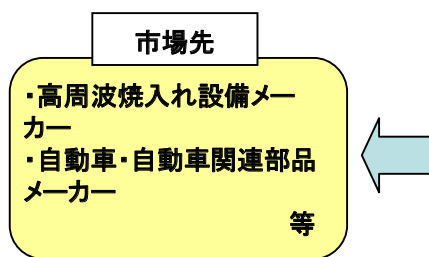 市場先
・高周波焼入れ設備メー
カー
・自動車・自動車関連部品
メーカー
等